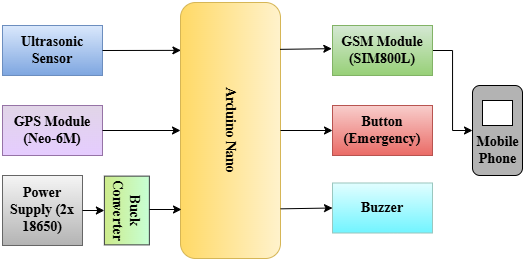 Ultrasonic
Sensor
GPS Module
(Neo-6M)
Power
Supply (2x
18650)
Buck
Converter
Arduino Nano
GSM Module
(SIM800L)
Button
(Emergency)
Buzzer
Mobile
Phone